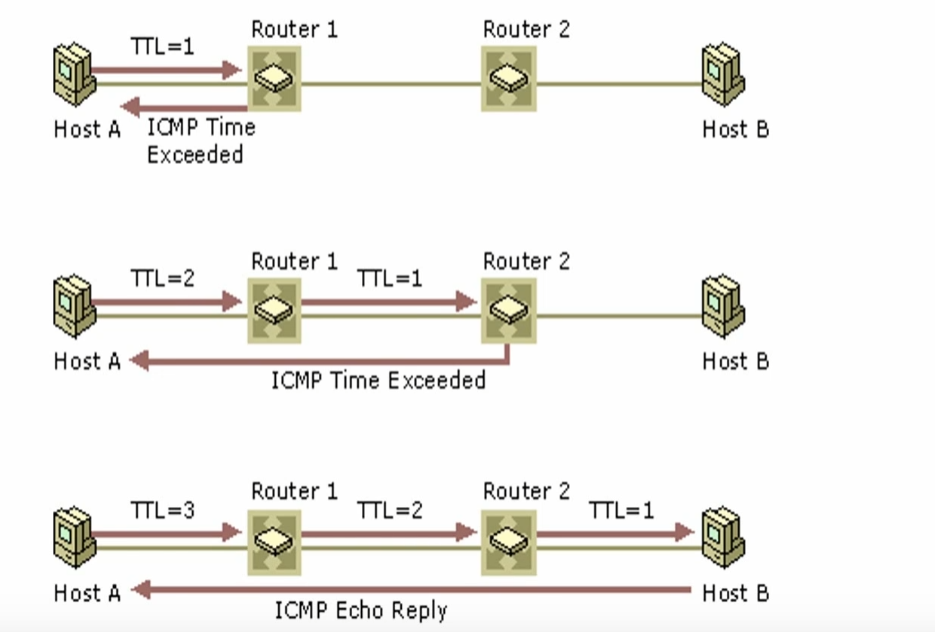 Router 1
Router 2
TTL=1
Host A
ICMP Time
Exceeded
Host B
Router 1
Router 2
TTL=2
TTL=1
Host A
Host B
ICMP Time Exceeded
Router 1
Router 2
TTL=3
TTL=2
TTL=1
Host A
Host B
ICMP Echo Reply